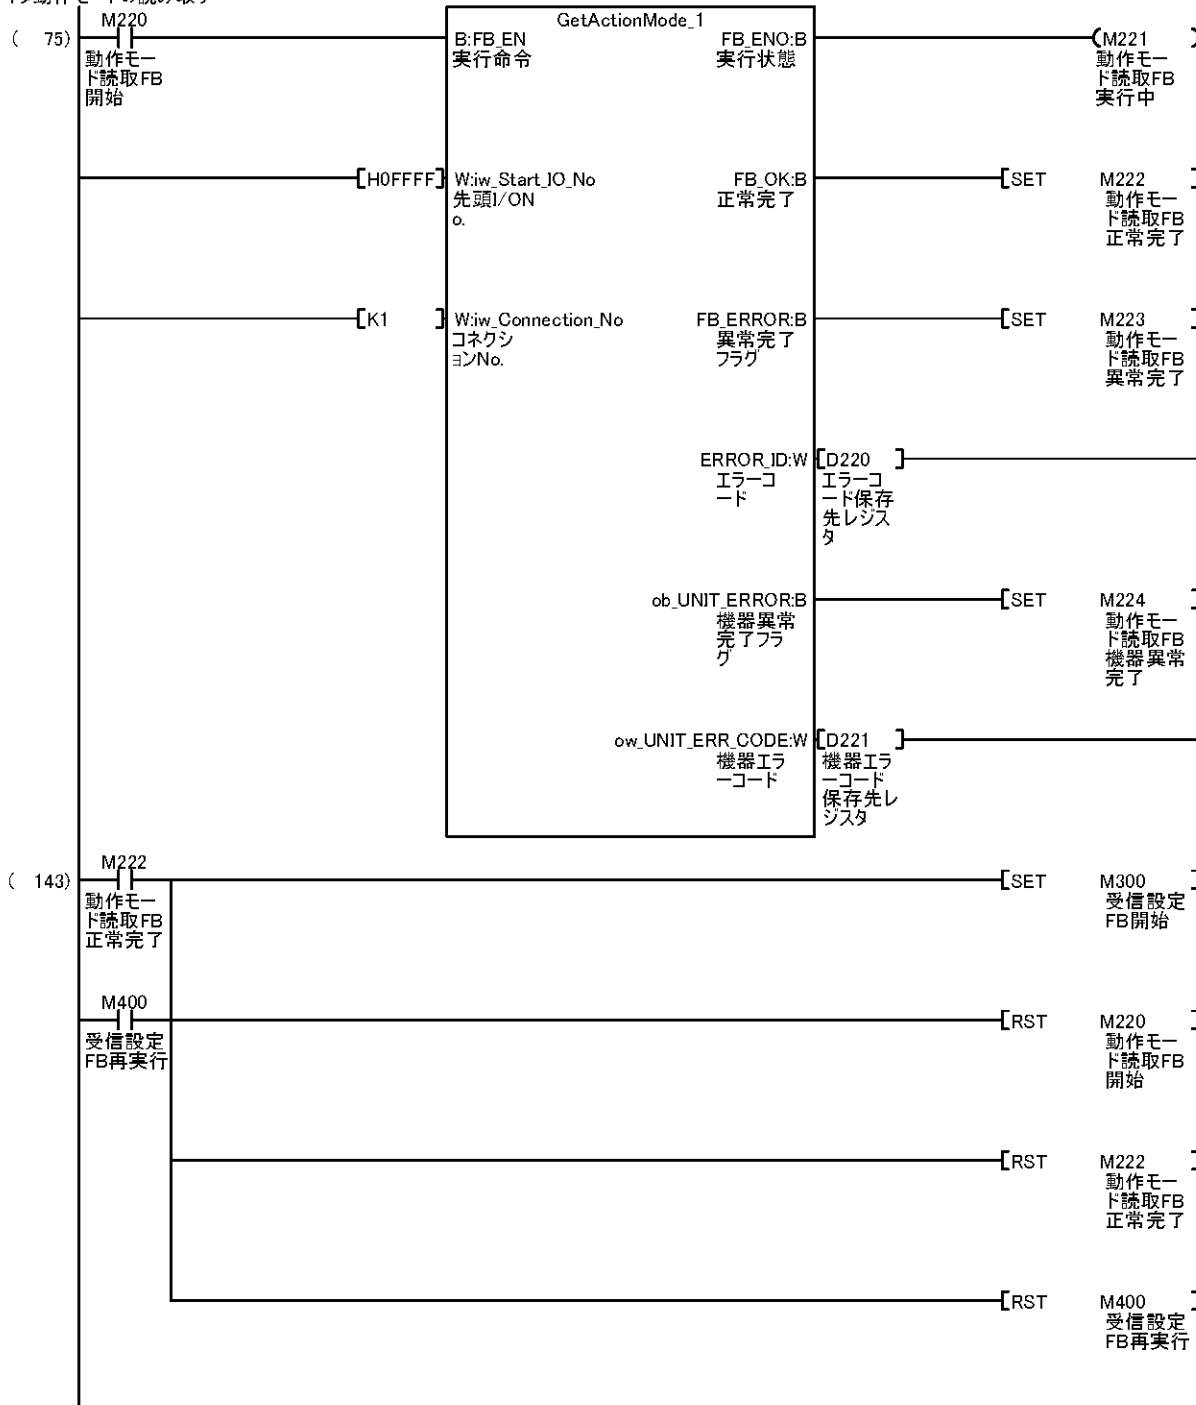 M220
GetActionMode_1
( 75)
B:FB_EN
FB_ENO:B
(M221 )
実行命令
実行状態
動作モー
ド読取FB
開始
動作モー
ド読取FB
実行中
[H0FFFF]
W:iw_Start_IO_No
FB_OK:B
[SET M222 ]
先頭I/ON
o.
正常完了
動作モー
ド読取FB
正常完了
[K1 ]
W:iw_Connection_No
FB_ERROR:B
[SET M223 ]
コネクシ
ョンNo.
異常完了
フラグ
動作モー
ド読取FB
異常完了
ERROR_ID:W
[D220 ]
エラーコ
ード
エラーコ
ード保存
先レジス
タ
ob_UNIT_ERROR:B
[SET M224 ]
機器異常
完了フラ
グ
動作モー
ド読取FB
機器異常
完了
ow_UNIT_ERR_CODE:W
[D221 ]
機器エラ
ーコード
機器エラ
ーコード
保存先レ
ジスタ
M222
( 143)
[SET M300 ]
動作モー
ド読取FB
正常完了
受信設定
FB開始
M400
[RST M220 ]
受信設定
FB再実行
動作モー
ド読取FB
開始
[RST M222 ]
動作モー
ド読取FB
正常完了
[RST M400 ]
受信設定
FB再実行